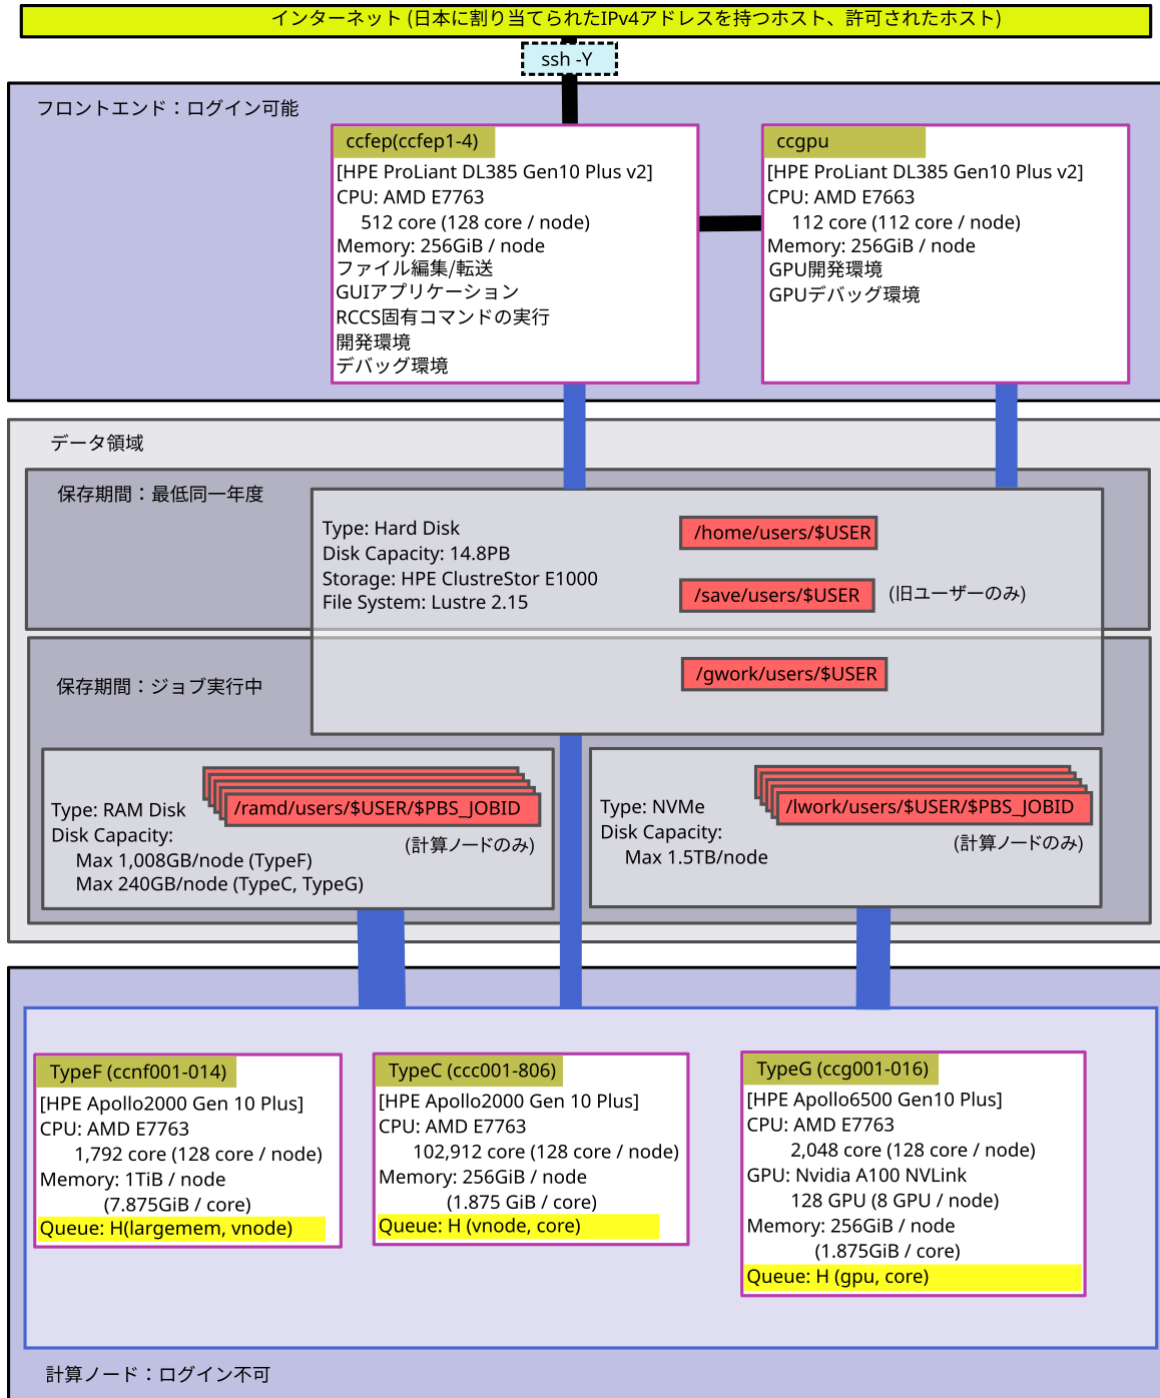 インターネット (日本に割り当てられたIPv4アドレスを持つホスト、許可されたホスト)
ssh -Y
フロントエンド：ログイン可能
ccfep(ccfep1-4)
[HPE ProLiant DL385 Gen10 Plus v2]
CPU: AMD E7763
512 core (128 core / node)
Memory: 256GiB / node
ファイル編集/転送
GUIアプリケーション
RCCS固有コマンドの実行
開発環境
デバッグ環境
ccgpu
[HPE ProLiant DL385 Gen10 Plus v2]
CPU: AMD E7663
112 core (112 core / node)
Memory: 256GiB / node
GPU開発環境
GPUデバッグ環境
データ領域
保存期間：最低同一年度
Type: Hard Disk
Disk Capacity: 14.8PB
Storage: HPE ClustreStor E1000
File System: Lustre 2.15
/home/users/$USER
/save/users/$USER (旧ユーザーのみ)
/gwork/users/$USER
保存期間：ジョブ実行中
/ramd/users/$USER/$PBS_JOBID
(計算ノードのみ)
Type: RAM Disk
Disk Capacity:
Max 1,008GB/node (TypeF)
Max 240GB/node (TypeC, TypeG)
/lwork/users/$USER/$PBS_JOBID
(計算ノードのみ)
Type: NVMe
Disk Capacity:
Max 1.5TB/node
TypeF (ccnf001-014)
[HPE Apollo2000 Gen 10 Plus]
CPU: AMD E7763
1,792 core (128 core / node)
Memory: 1TiB / node
(7.875GiB / core)
Queue: H(largemem, vnode)
TypeC (ccc001-806)
[HPE Apollo2000 Gen 10 Plus]
CPU: AMD E7763
102,912 core (128 core / node)
Memory: 256GiB / node
(1.875 GiB / core)
Queue: H (vnode, core)
TypeG (ccg001-016)
[HPE Apollo6500 Gen10 Plus]
CPU: AMD E7763
2,048 core (128 core / node)
GPU: Nvidia A100 NVLink
128 GPU (8 GPU / node)
Memory: 256GiB / node
(1.875GiB / core)
Queue: H (gpu, core)
計算ノード：ログイン不可